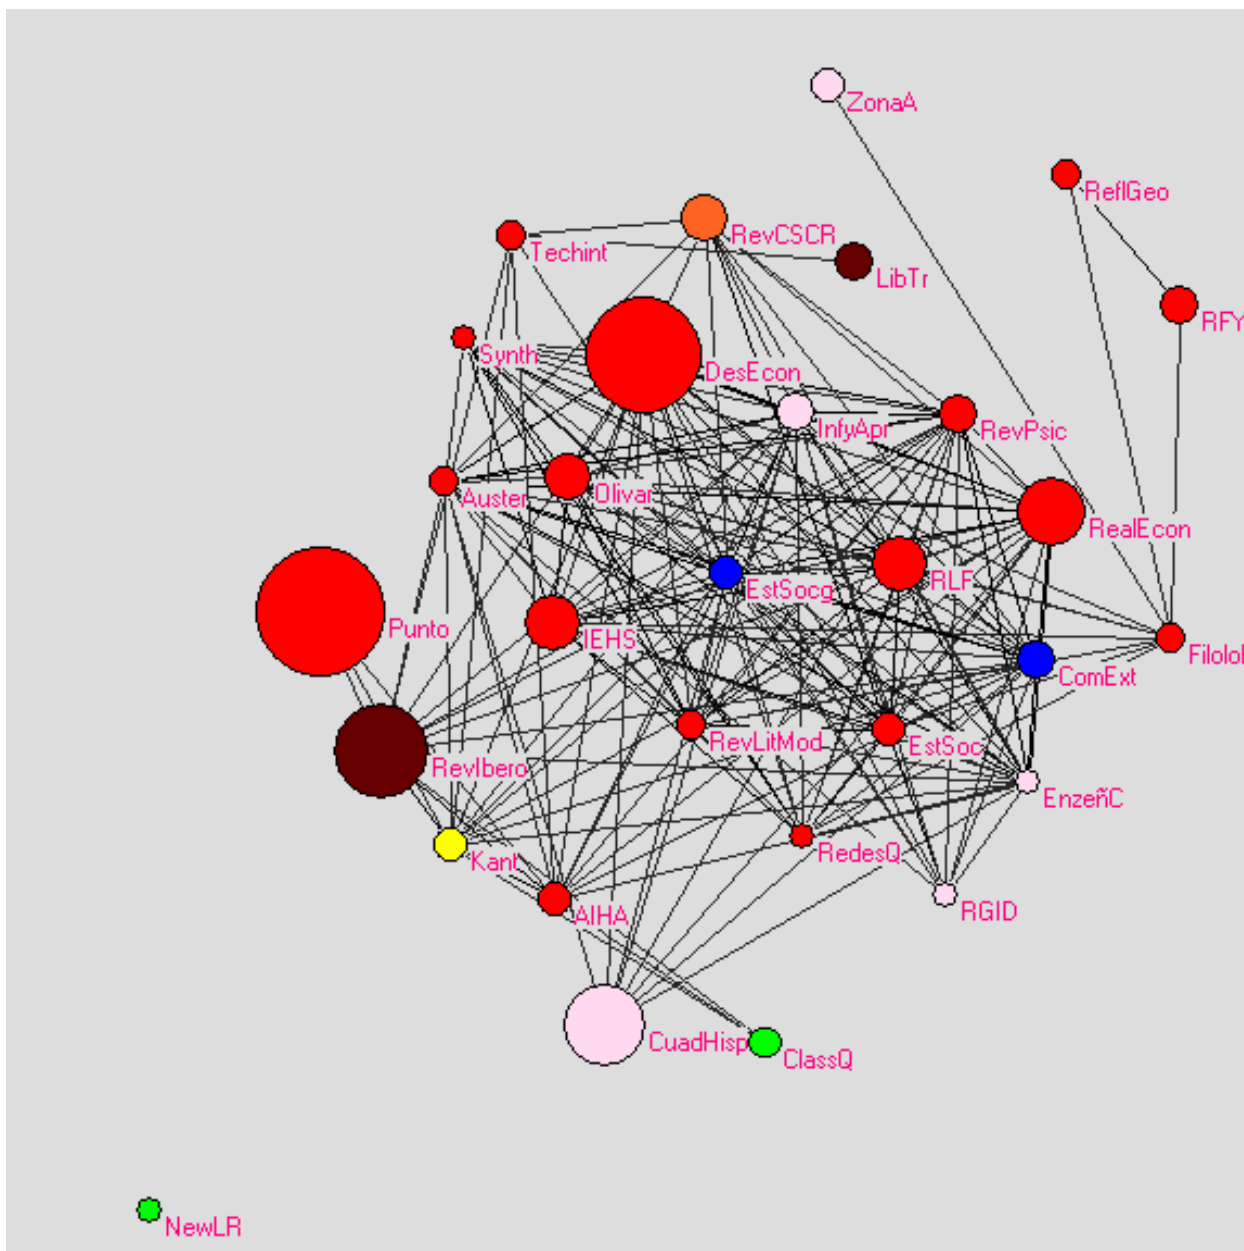 ZonaA
ReflGeo
RevCSCR
Techint
LibTr
RFY
Synth
DesEcon
InfyApr
RevPsic
Olivar
Auster
RealEcon
EstSocg
RLF
Punto
IEHS
Filolol
ComExt
RevLitMod
EstSoc
RevIbero
EnzeñC
RedesQ
Kant
RGID
AIHA
CuadHisp
ClassQ
NewLR